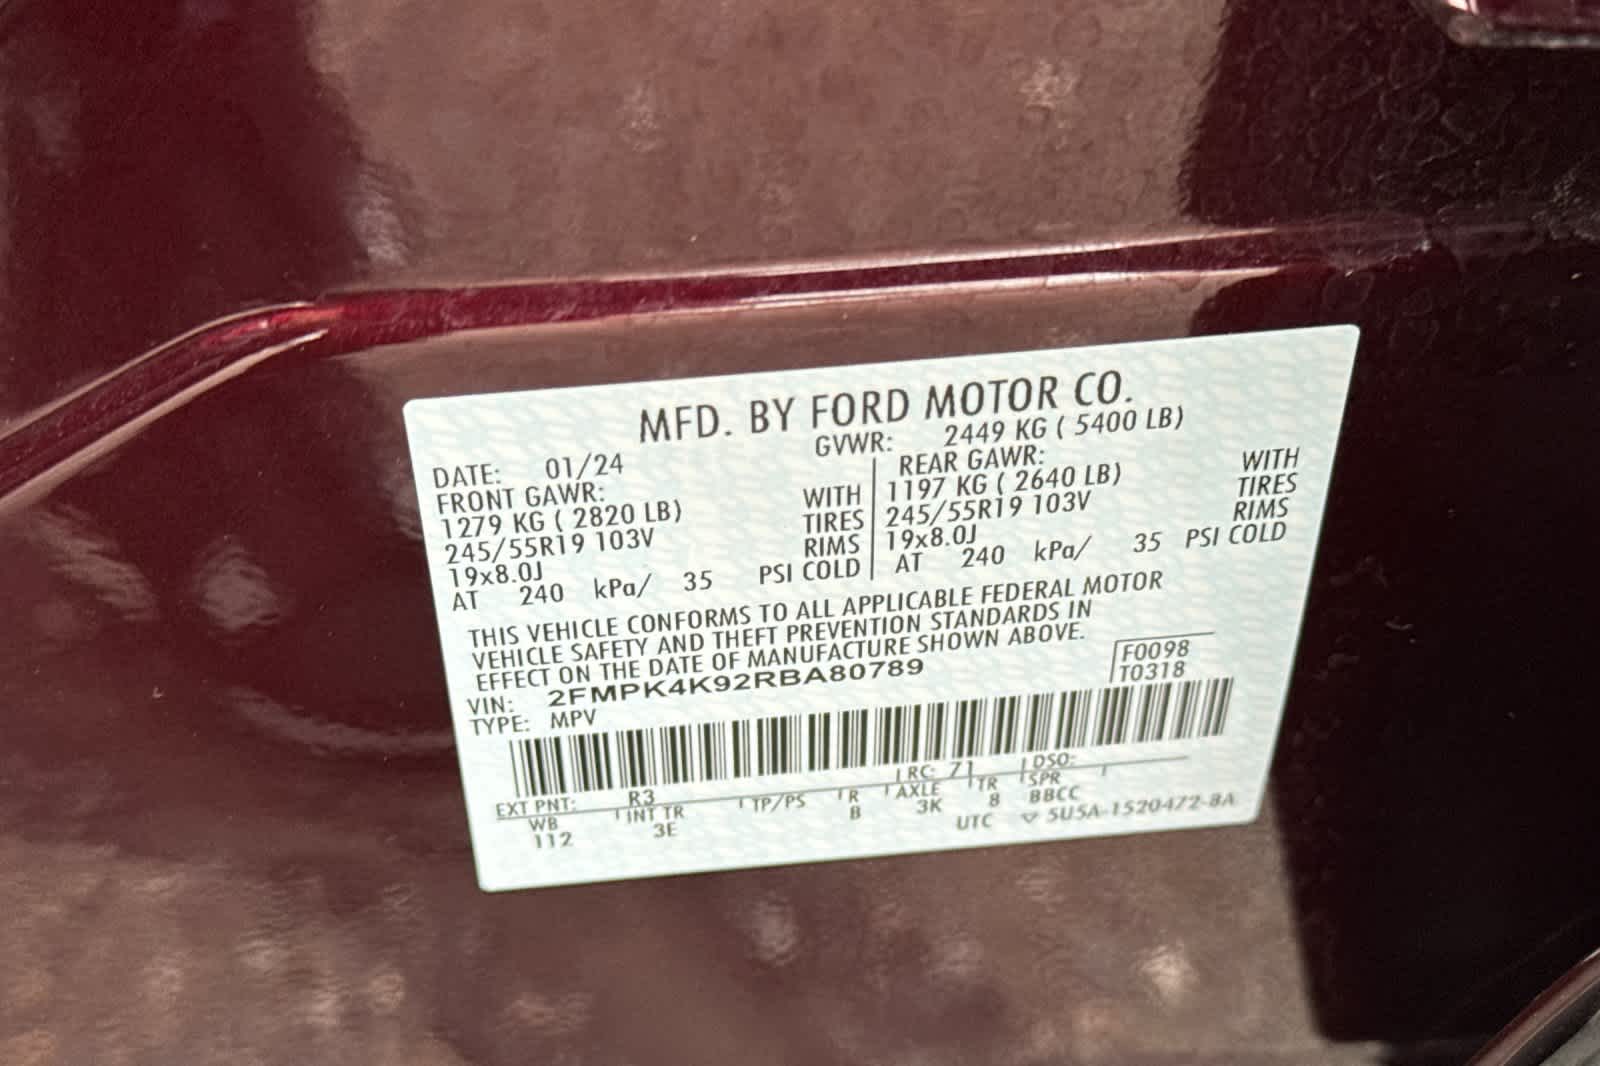 MFD. BY FORD MOTOR CO.
DATE: 01/24 GVWR: 2449 KG ( 5400 LB)
FRONT GAWR: REAR GAWR:
1279 KG ( 2820 LB) WITH 1197 KG ( 2640 LB) WITH
245/55R19 103V TIRES 245/55R19 103V TIRES
19x8.0J RIMS 19x8.0J RIMS
AT 240 kPa/ 35 PSI COLD AT 240 kPa/ 35 PSI COLD
THIS VEHICLE CONFORMS TO ALL APPLICABLE FEDERAL MOTOR
VEHICLE SAFETY AND THEFT PREVENTION STANDARDS IN
EFFECT ON THE DATE OF MANUFACTURE SHOWN ABOVE.
VIN: 2FMPK4K92RBA80789 F0098
TYPE: MPV T0318
EXT PNT: R3 RC: 71 DSO:
WB INT TR TP/PS R AXLE TR SPR
112 3E B 3K 8 BBCC
UTC ▽ 5U5A-1520472-8A